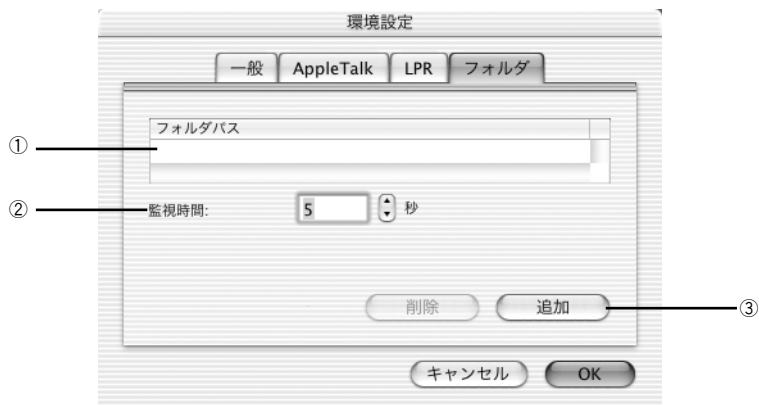 環境設定
一般 AppleTalk LPR フォルダ
フォルダパス
①
② 監視時間: 5 秒
削除 追加 ③
キャンセル OK